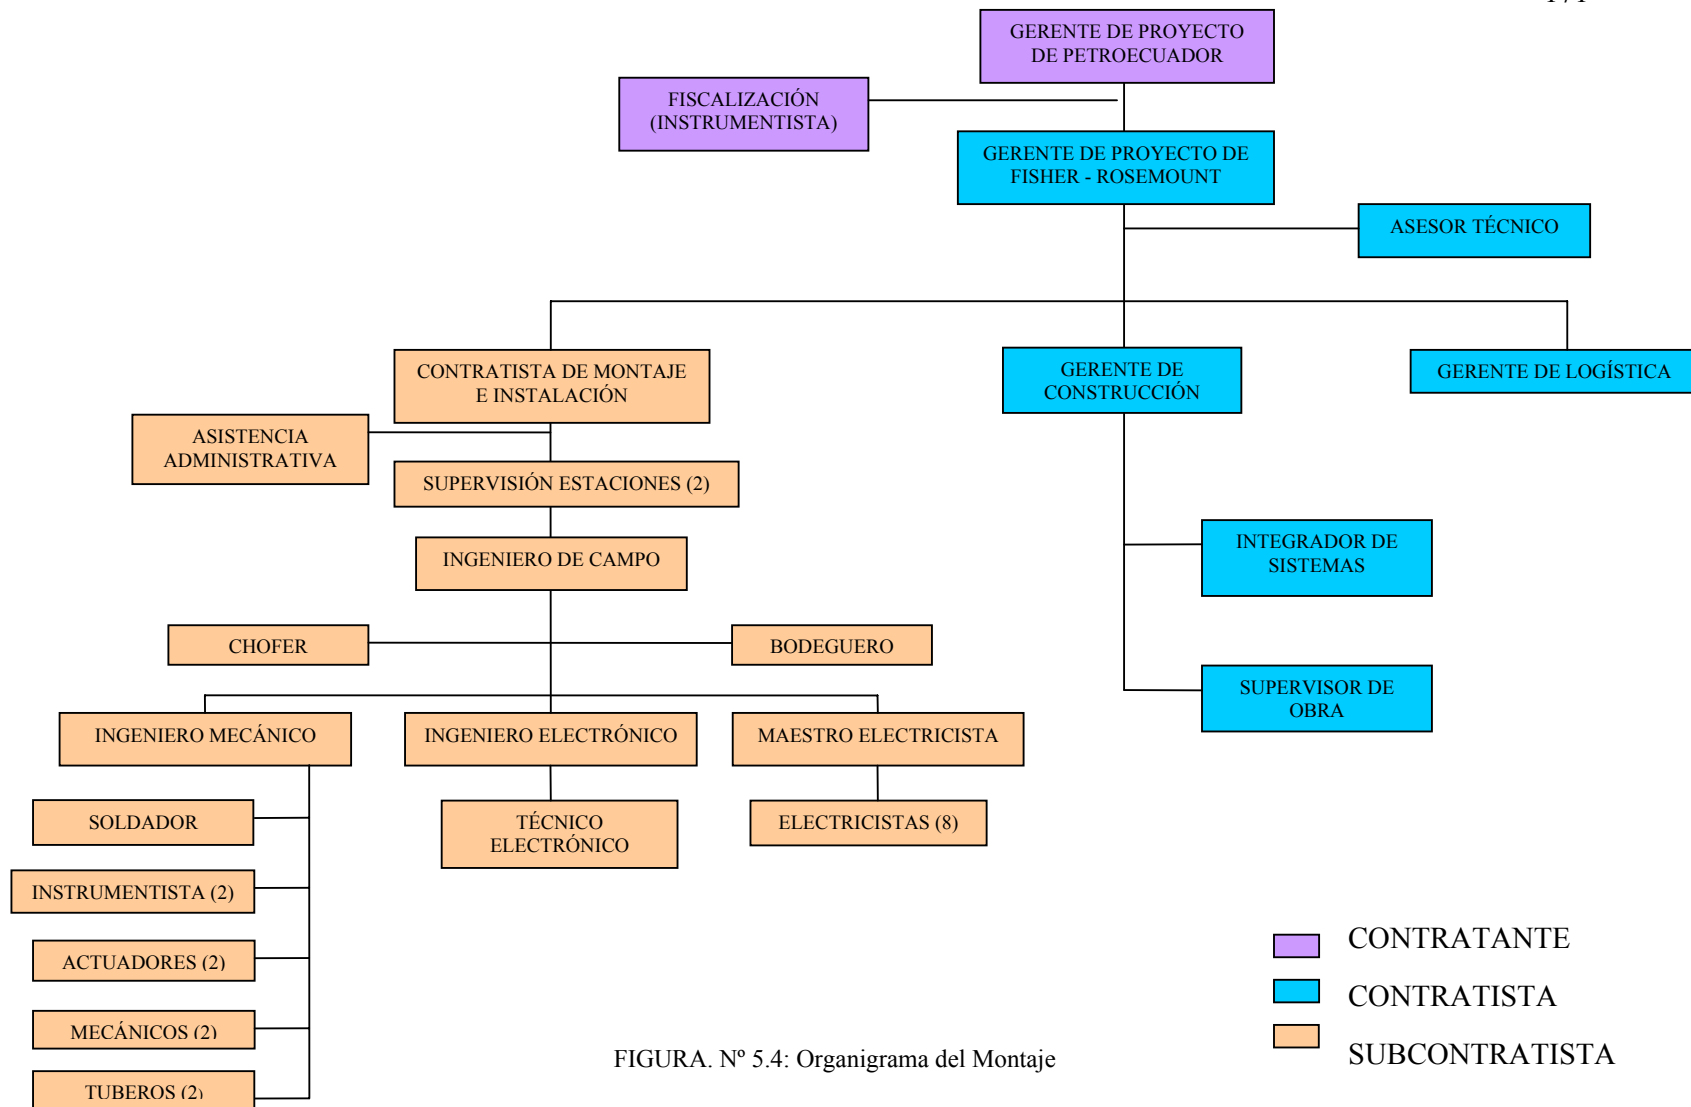 GERENTE DE PROYECTO
DE PETROECUADOR
FISCALIZACIÓN
(INSTRUMENTISTA)
GERENTE DE PROYECTO DE
FISHER - ROSEMOUNT
ASESOR TÉCNICO
CONTRATISTA DE MONTAJE
E INSTALACIÓN
GERENTE DE
CONSTRUCCIÓN
GERENTE DE LOGÍSTICA
ASISTENCIA
ADMINISTRATIVA
SUPERVISIÓN ESTACIONES (2)
INGENIERO DE CAMPO
INTEGRADOR DE
SISTEMAS
CHOFER
BODEGUERO
SUPERVISOR DE
OBRA
INGENIERO MECÁNICO
INGENIERO ELECTRÓNICO
MAESTRO ELECTRICISTA
SOLDADOR
TÉCNICO
ELECTRÓNICO
ELECTRICISTAS (8)
INSTRUMENTISTA (2)
ACTUADORES (2)
MECÁNICOS (2)
TUBEROS (2)
CONTRATANTE
CONTRATISTA
SUBCONTRATISTA
FIGURA. Nº 5.4: Organigrama del Montaje